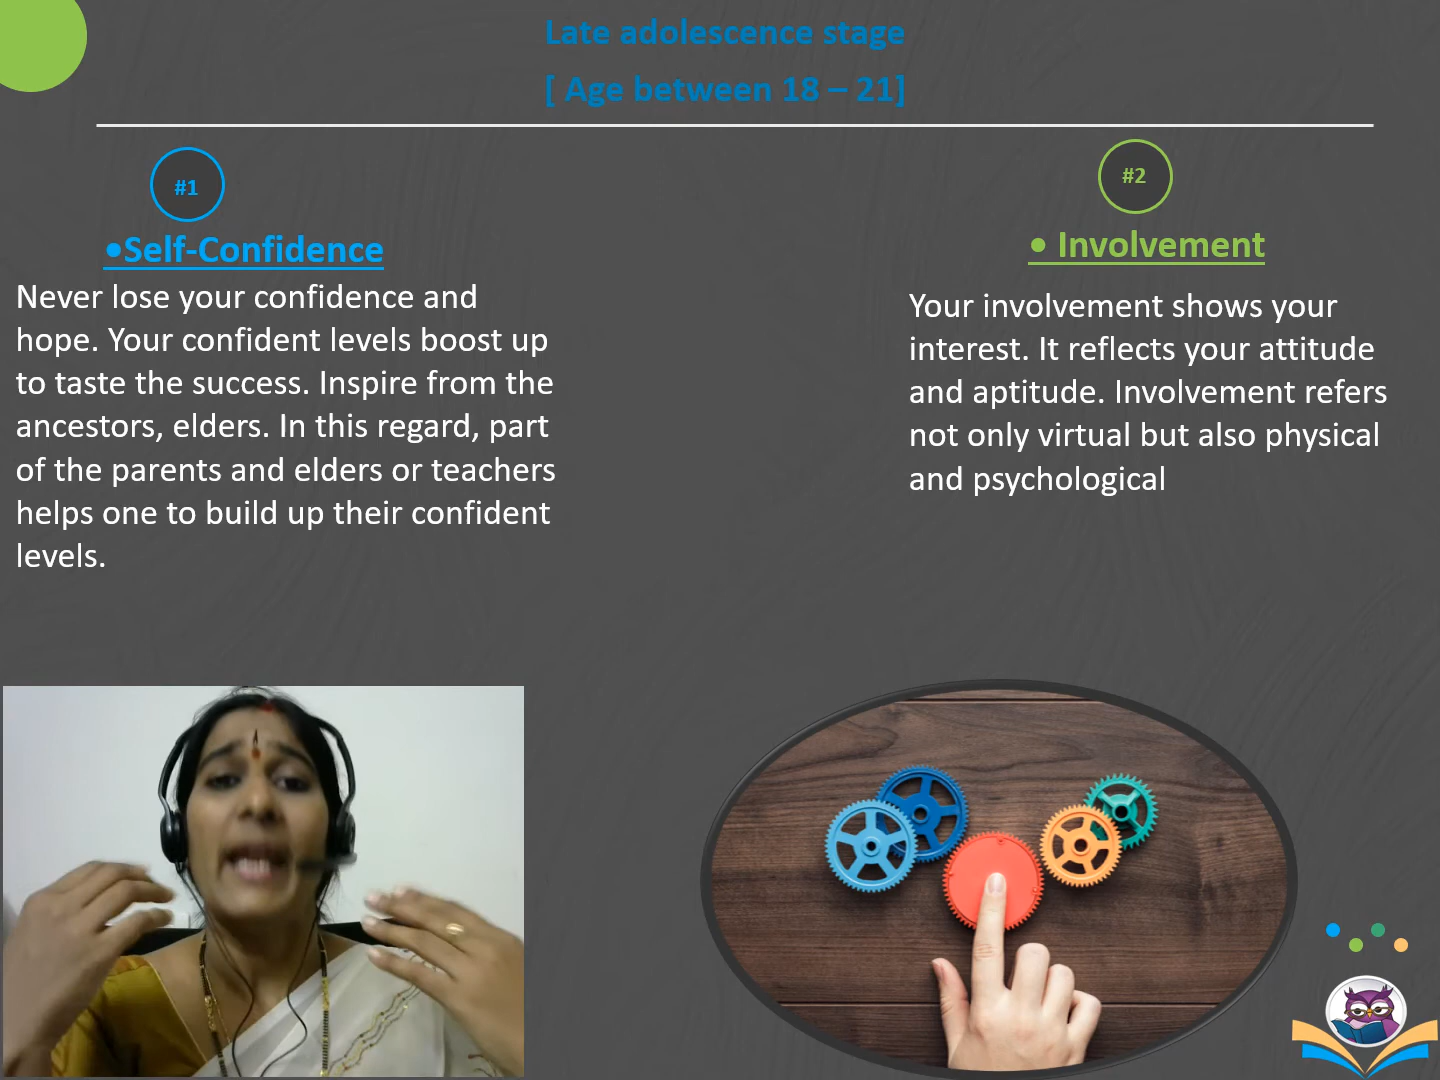 Late adolescence stage
[ Age between 18 – 21]
#1
•Self-Confidence
Never lose your confidence and
hope. Your confident levels boost up
to taste the success. Inspire from the
ancestors, elders. In this regard, part
of the parents and elders or teachers
helps one to build up their confident
levels.
#2
• Involvement
Your involvement shows your
interest. It reflects your attitude
and aptitude. Involvement refers
not only virtual but also physical
and psychological